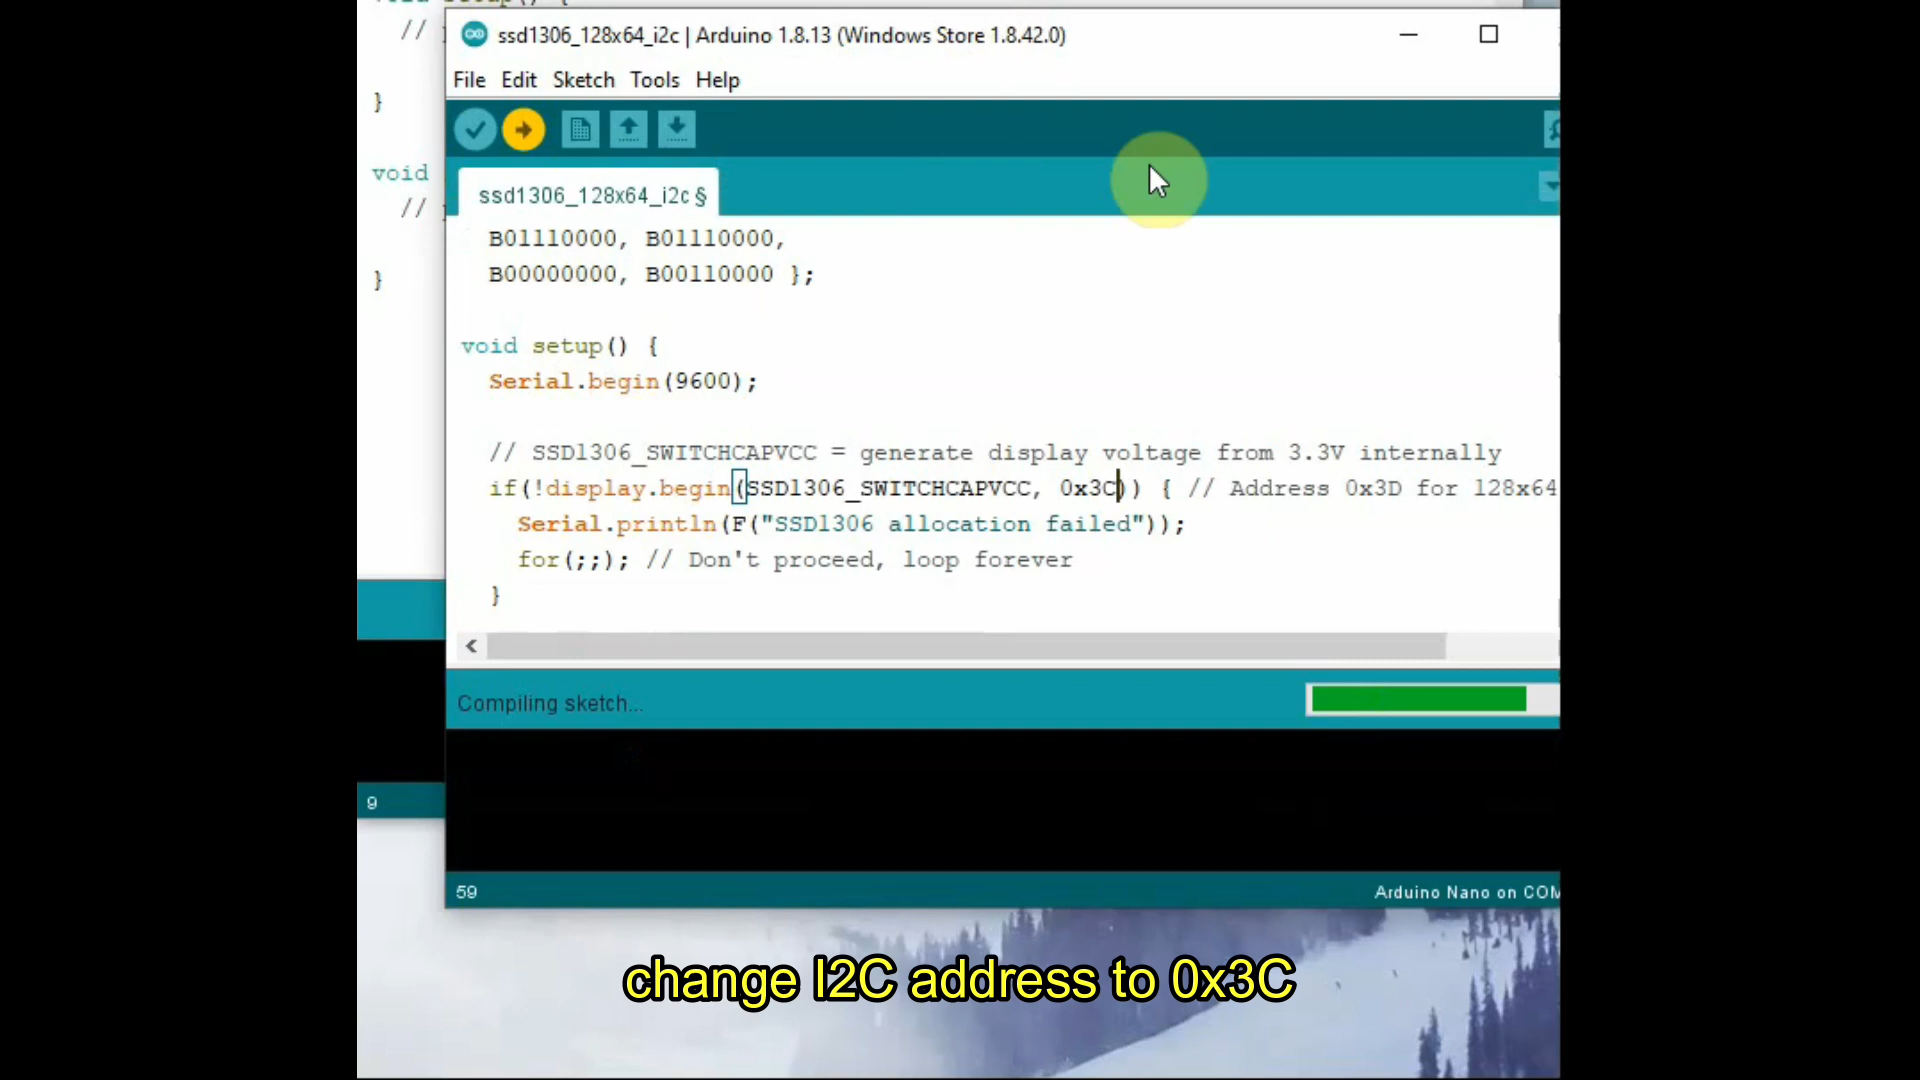 void setup() {
//
}
void
//
}
9
ssd1306_128x64_i2c | Arduino 1.8.13 (Windows Store 1.8.42.0)
File Edit Sketch Tools Help
ssd1306_128x64_i2c §
B01110000, B01110000,
B00000000, B00110000 };
void setup() {
Serial.begin(9600);
// SSD1306_SWITCHCAPVCC = generate display voltage from 3.3V internally
if(!display.begin(SSD1306_SWITCHCAPVCC, 0x3C)) { // Address 0x3D for 128x64
Serial.println(F("SSD1306 allocation failed"));
for(;;); // Don't proceed, loop forever
}
Compiling sketch...
59
Arduino Nano on COM
change I2C address to 0x3C